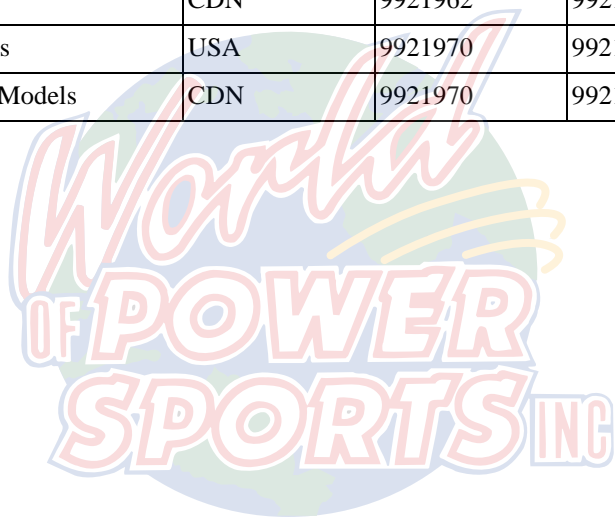 CDN 9921962 992
s USA 9921970 992
Models CDN 9921970 992
World
OF POWER
SPORTS INC